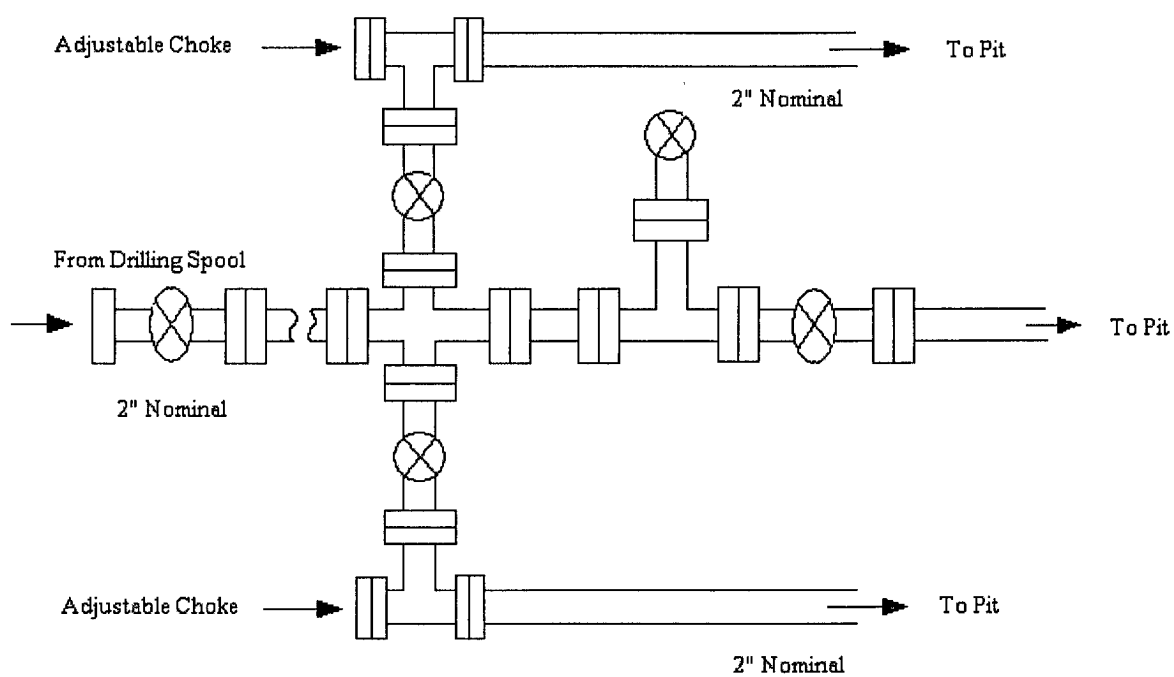 Adjustable Choke
To Pit
2" Nominal
From Drilling Spool
To Pit
2" Nominal
Adjustable Choke
To Pit
2" Nominal